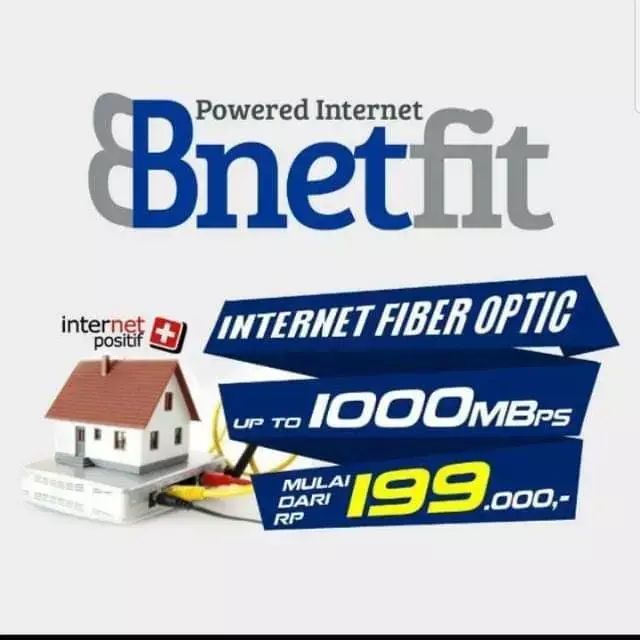 Powered Internet
Bnetfit
internet
positif
INTERNET FIBER OPTIC
UP TO 1000MBPS
MULAI
DARI
RP
199.000,-